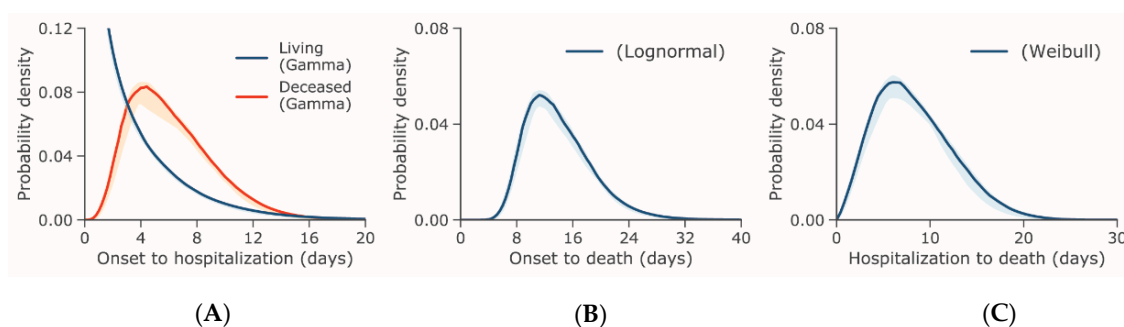 Probability density
0.12
0.08
0.04
0.00
Living
(Gamma)
Deceased
(Gamma)
0 4 8 12 16 20
Onset to hospitalization (days)
(A)
Probability density
0.08
0.04
0.00
(Lognormal)
0 8 16 24 32 40
Onset to death (days)
(B)
Probability density
0.08
0.04
0.00
(Weibull)
0 10 20 30
Hospitalization to death (days)
(C)